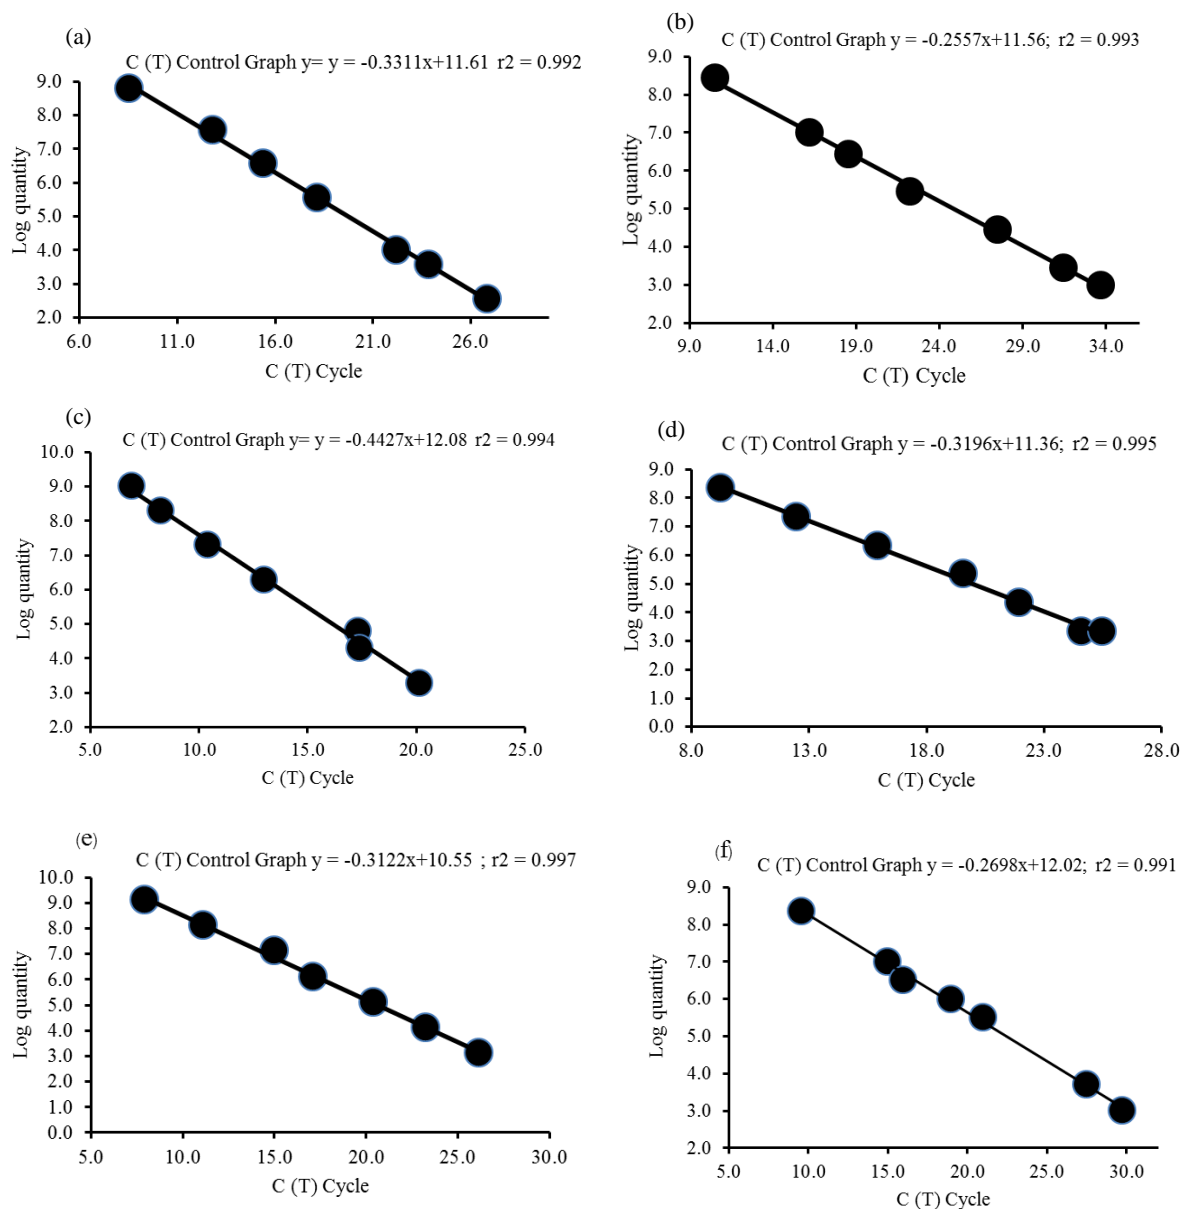 (a)
C (T) Control Graph y= y = -0.3311x+11.61 r2 = 0.992
9.0
8.0
7.0
6.0
5.0
4.0
3.0
2.0
Log quantity
6.0 11.0 16.0 21.0 26.0
C (T) Cycle
(b)
C (T) Control Graph y = -0.2557x+11.56; r2 = 0.993
9.0
8.0
7.0
6.0
5.0
4.0
3.0
2.0
Log quantity
9.0 14.0 19.0 24.0 29.0 34.0
C (T) Cycle
(c)
C (T) Control Graph y= y = -0.4427x+12.08 r2 = 0.994
10.0
9.0
8.0
7.0
6.0
5.0
4.0
3.0
2.0
Log quantity
5.0 10.0 15.0 20.0 25.0
C (T) Cycle
(d)
C (T) Control Graph y = -0.3196x+11.36; r2 = 0.995
9.0
8.0
7.0
6.0
5.0
4.0
3.0
2.0
1.0
0.0
Log quantity
8.0 13.0 18.0 23.0 28.0
C (T) Cycle
(e)
C (T) Control Graph y = -0.3122x+10.55 ; r2 = 0.997
10.0
9.0
8.0
7.0
6.0
5.0
4.0
3.0
2.0
1.0
0.0
Log quantity
5.0 10.0 15.0 20.0 25.0 30.0
C (T) Cycle
(f)
C (T) Control Graph y = -0.2698x+12.02; r2 = 0.991
9.0
8.0
7.0
6.0
5.0
4.0
3.0
2.0
Log quantity
5.0 10.0 15.0 20.0 25.0 30.0
C (T) Cycle